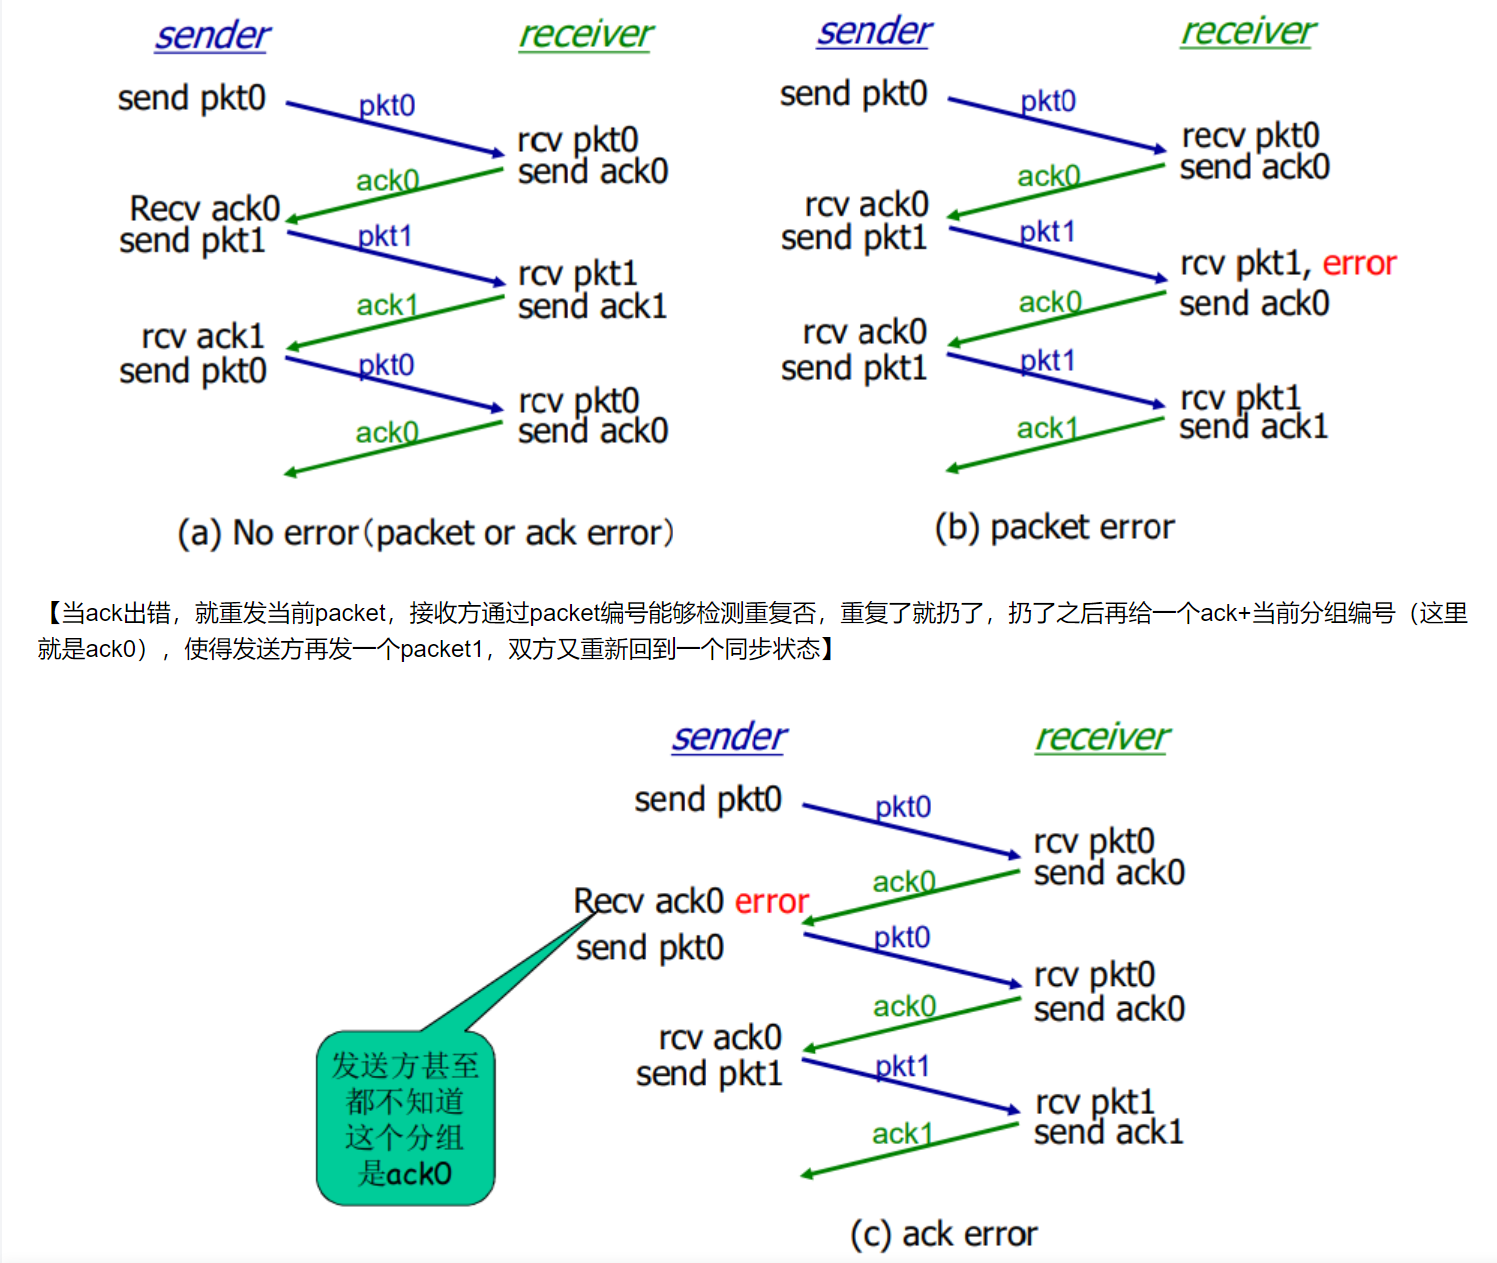 sender receiver
send pkt0 pkt0
rcv pkt0
ack0 send ack0
Recv ack0
send pkt1 pkt1
rcv pkt1
ack1 send ack1
rcv ack1
send pkt0 pkt0
rcv pkt0
ack0 send ack0
(a) No error(packet or ack error)
sender receiver
send pkt0 pkt0
recv pkt0
ack0 send ack0
rcv ack0
send pkt1 pkt1
rcv pkt1, error
ack0 send ack0
rcv ack0
send pkt1 pkt1
rcv pkt1
ack1 send ack1
(b) packet error
【当ack出错，就重发当前packet，接收方通过packet编号能够检测重复否，重复了就扔了，扔了之后再给一个ack+当前分组编号（这里
就是ack0），使得发送方再发一个packet1，双方又重新回到一个同步状态】
sender receiver
send pkt0 pkt0
rcv pkt0
ack0 send ack0
Recv ack0 error
send pkt0 pkt0
rcv pkt0
ack0 send ack0
rcv ack0
send pkt1 pkt1
rcv pkt1
ack1 send ack1
发送方甚至
都不知道
这个分组
是ack0
(c) ack error